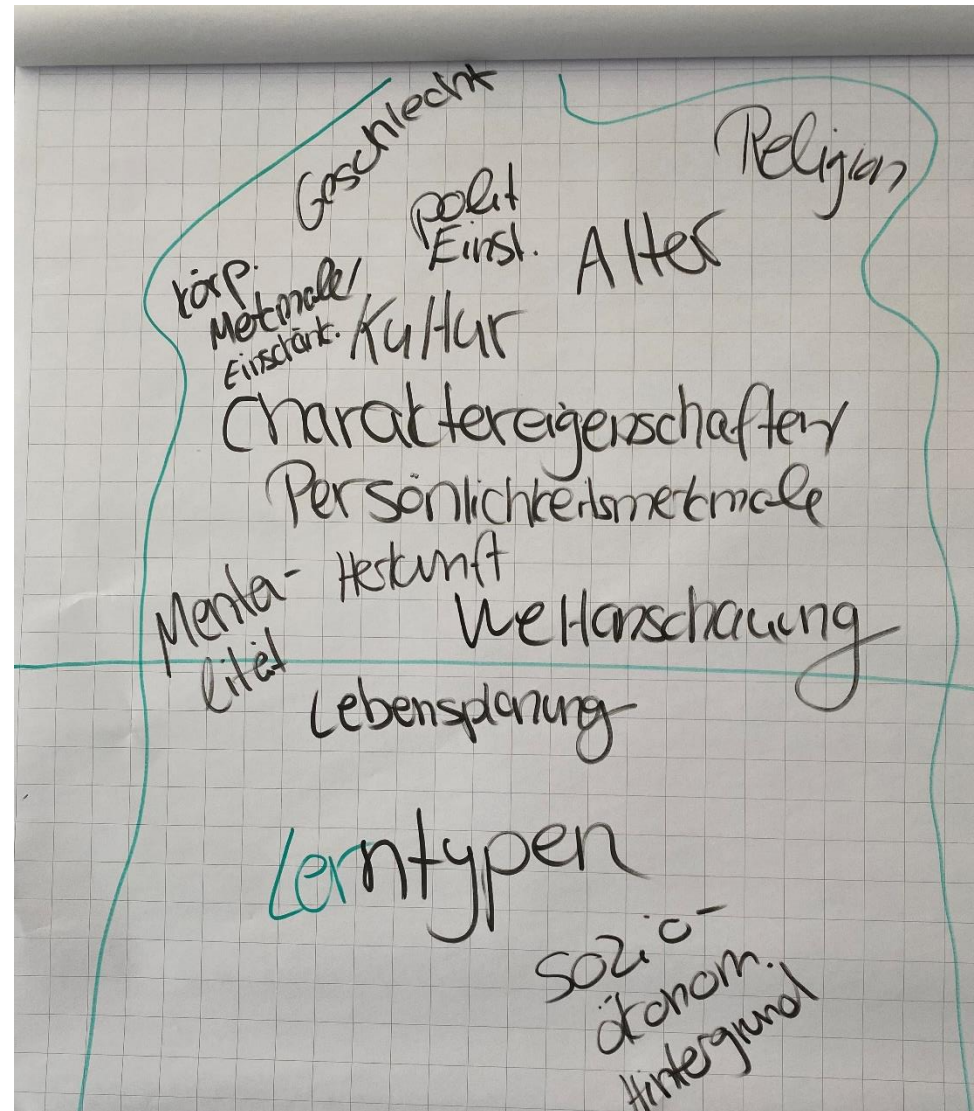 Geschlecht
Religion
polit
Einst.
Alter
körp.
Merkmale/
Einschränk.
Kultur
Charaktereigenschaften/
Persönlichkeitsmerkmale
Herkunft
Menta-
lität
Weltanschauung
Lebensplanung
Lerntypen
sozio-
ökonom.
Hintergrund